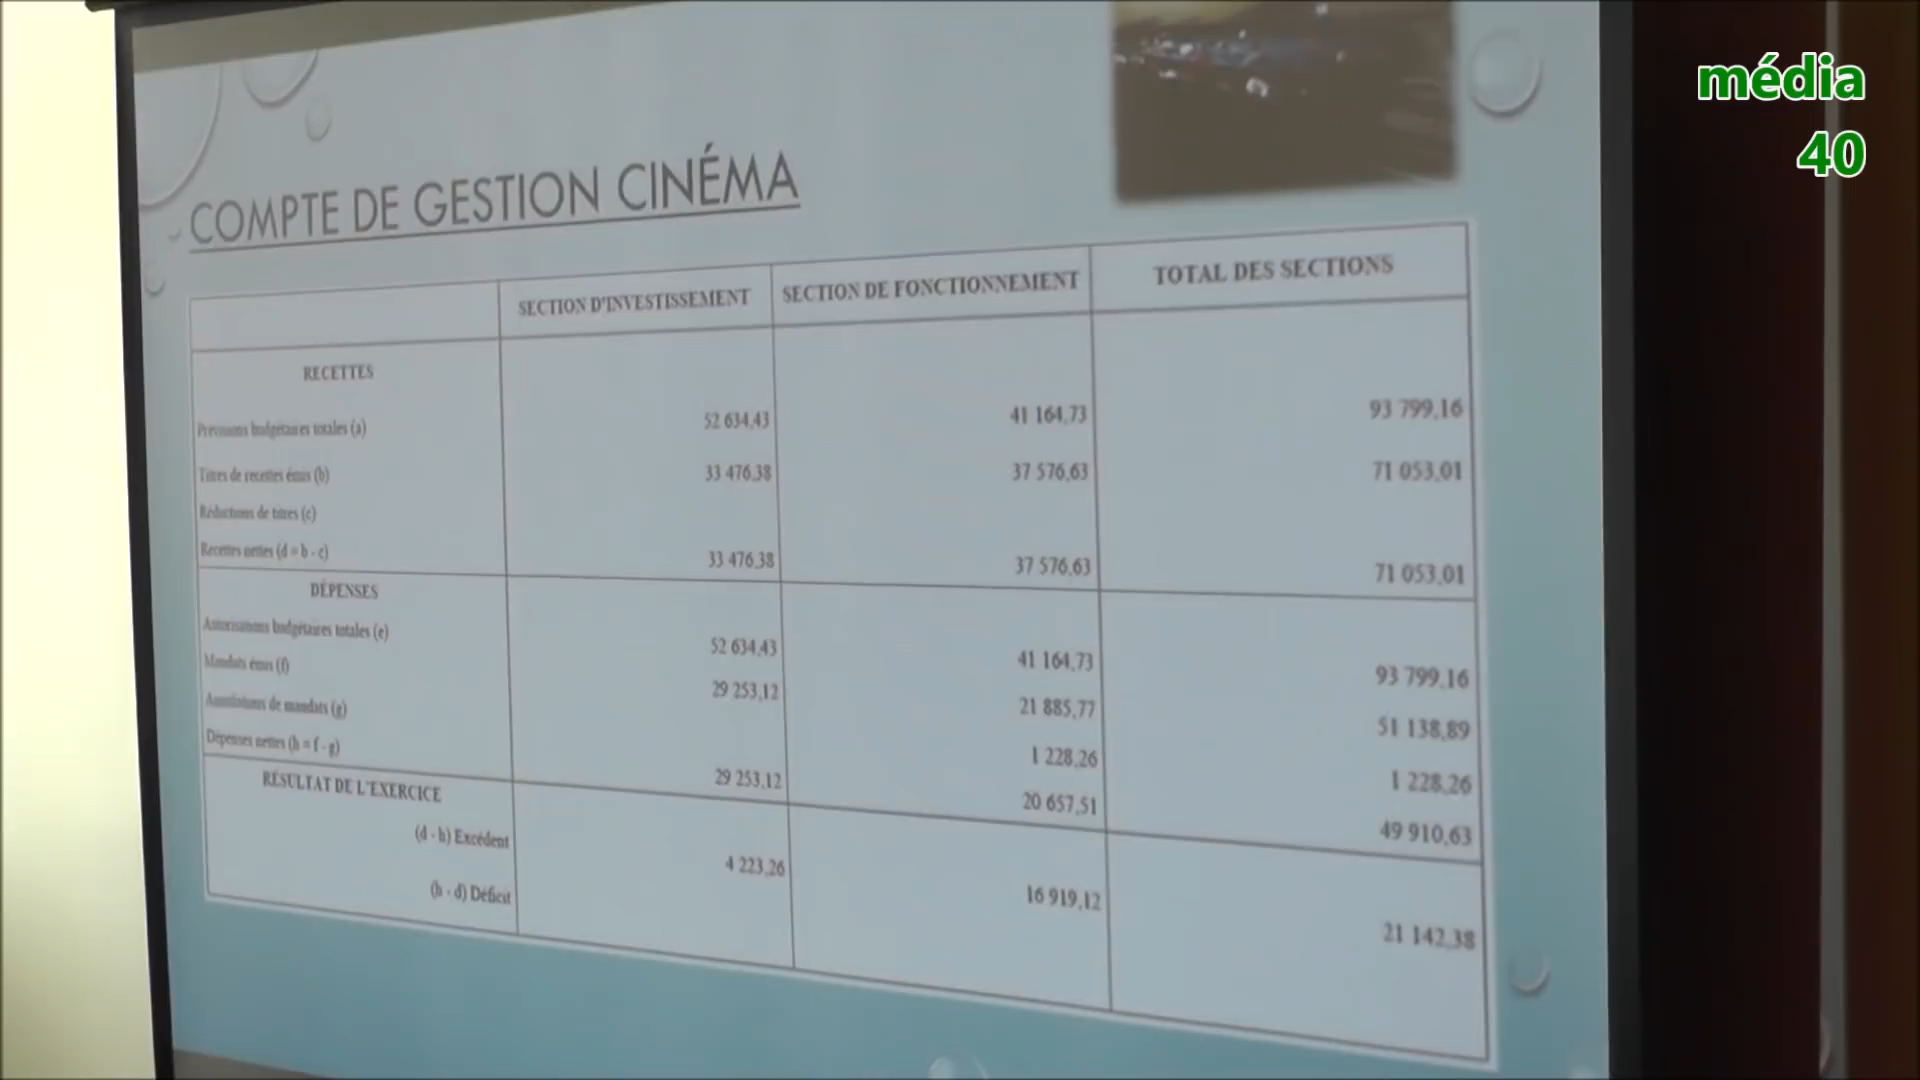 média
40
COMPTE DE GESTION CINÉMA
SECTION D'INVESTISSEMENT SECTION DE FONCTIONNEMENT TOTAL DES SECTIONS
RECETTES
Prévisions budgétaires totales (a) 52 634,43 41 164,73 93 799,16
Titres de recettes émis (b) 33 476,38 37 576,63 71 053,01
Réductions de titres (c)
Recettes nettes (d = b - c) 33 476,38 37 576,63 71 053,01
DÉPENSES
Autorisations budgétaires totales (e) 52 634,43 41 164,73 93 799,16
Mandats émis (f) 29 253,12 21 885,77 51 138,89
Annulations de mandats (g) 1 228,26 1 228,26
Dépenses nettes (h = f - g) 29 253,12 20 657,51 49 910,63
RÉSULTAT DE L'EXERCICE
(d - h) Excédent 4 223,26 16 919,12 21 142,38
(h - d) Déficit